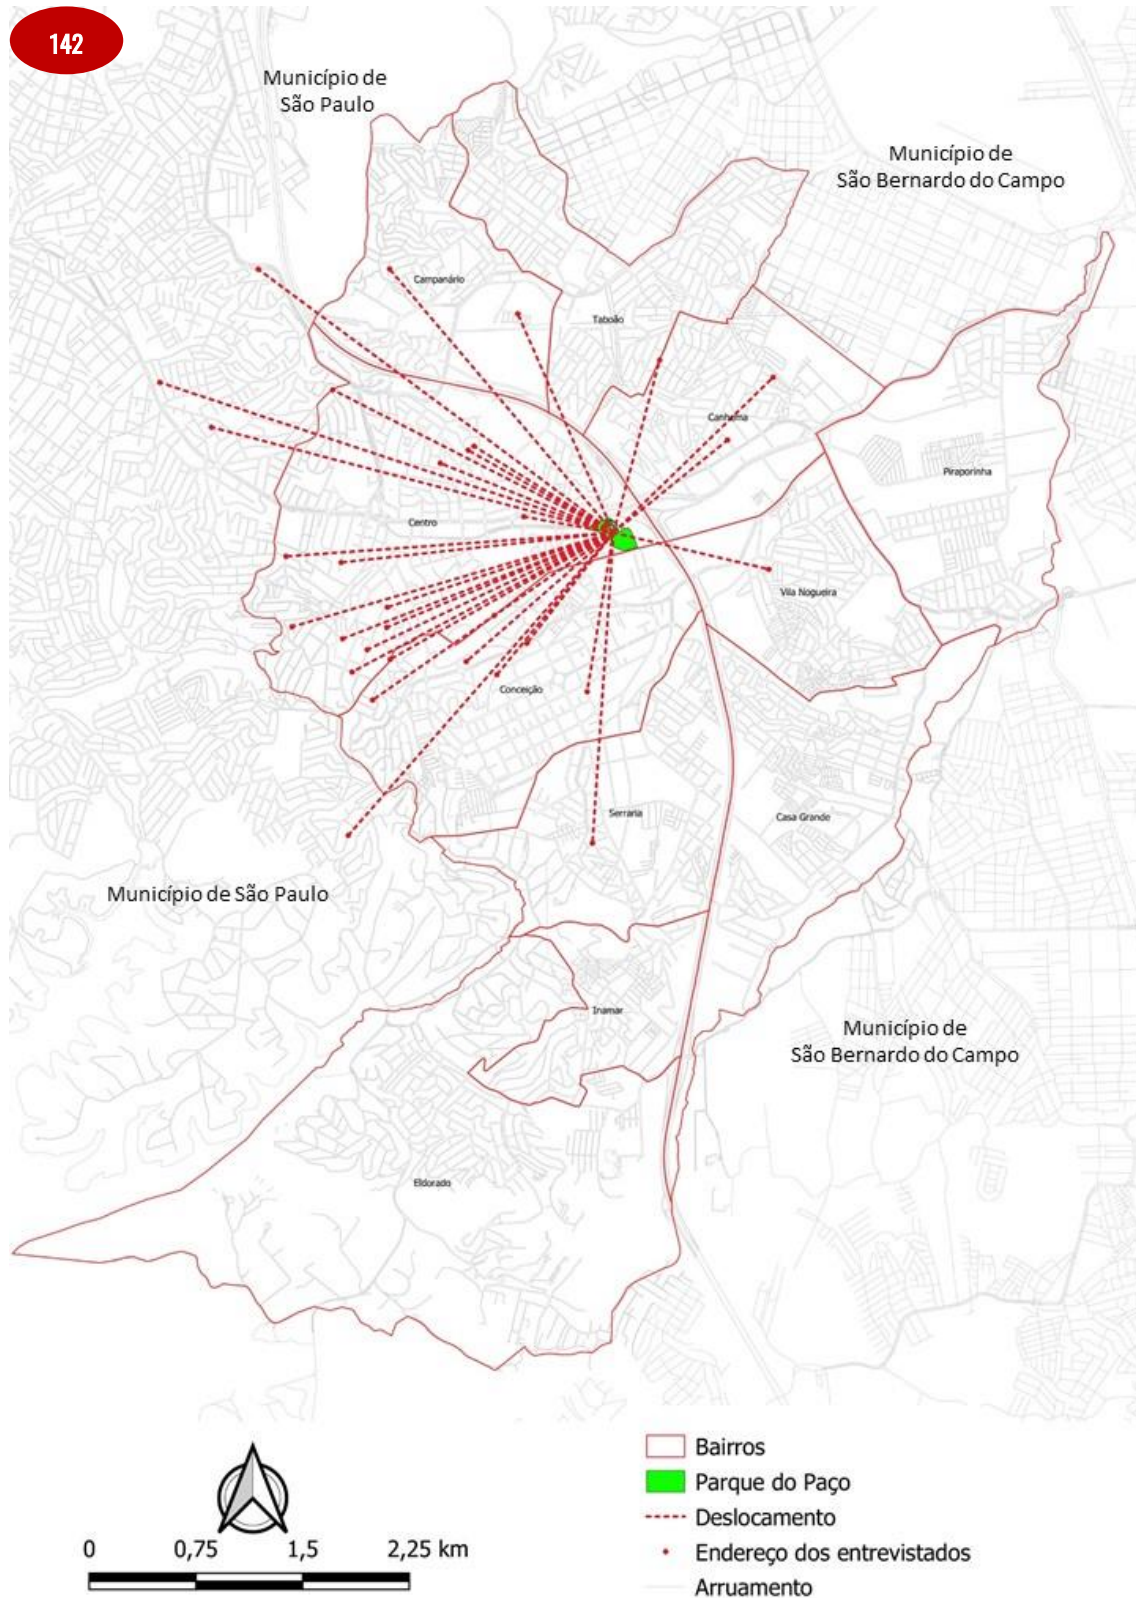 142
Município de
São Paulo
Município de
São Bernardo do Campo
Campanário
Taboão
Canhema
Piraporinha
Centro
Vila Nogueira
Conceição
Serraria
Casa Grande
Município de São Paulo
Inamar
Município de
São Bernardo do Campo
Eldorado
Bairros
Parque do Paço
Deslocamento
Endereço dos entrevistados
Arruamento
0 0,75 1,5 2,25 km